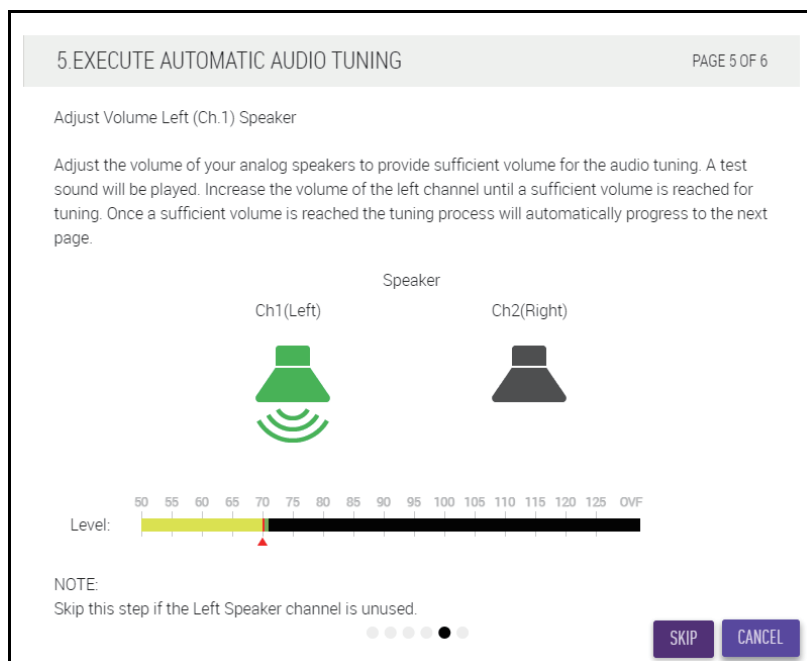 5.EXECUTE AUTOMATIC AUDIO TUNING PAGE 5 OF 6
Adjust Volume Left (Ch.1) Speaker
Adjust the volume of your analog speakers to provide sufficient volume for the audio tuning. A test
sound will be played. Increase the volume of the left channel until a sufficient volume is reached for
tuning. Once a sufficient volume is reached the tuning process will automatically progress to the next
page.
Speaker
Ch1(Left) Ch2(Right)
50 55 60 65 70 75 80 85 90 95 100 105 110 115 120 125 OVF
Level:
NOTE:
Skip this step if the Left Speaker channel is unused.
SKIP CANCEL